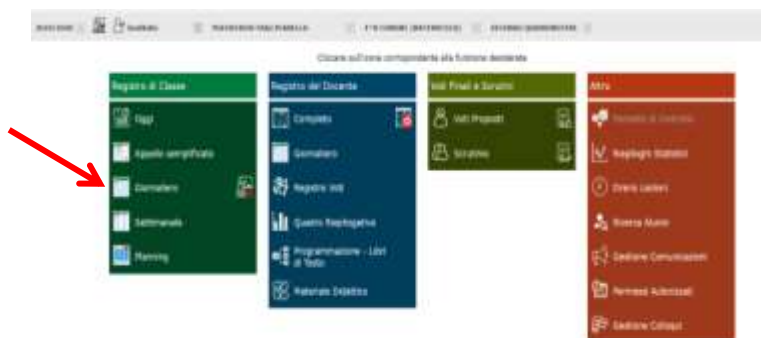 Cliccare sull'icona corrispondente alla funzione desiderata
Registro di Classe
Oggi
Appello semplificato
Giornaliero
Settimanale
Planning
Registro del Docente
Completo
Giornaliero
Registro Voti
Quadro Riepilogativo
Programmazione - Libri
di Testo
Materiale Didattico
Voti Finali e Scrutini
Voti Proposti
Scrutinio
Altro
Riepiloghi Statistici
Orario Lezioni
Ricerca Alunni
Gestione Comunicazioni
Permessi Autorizzati
Gestione Colloqui